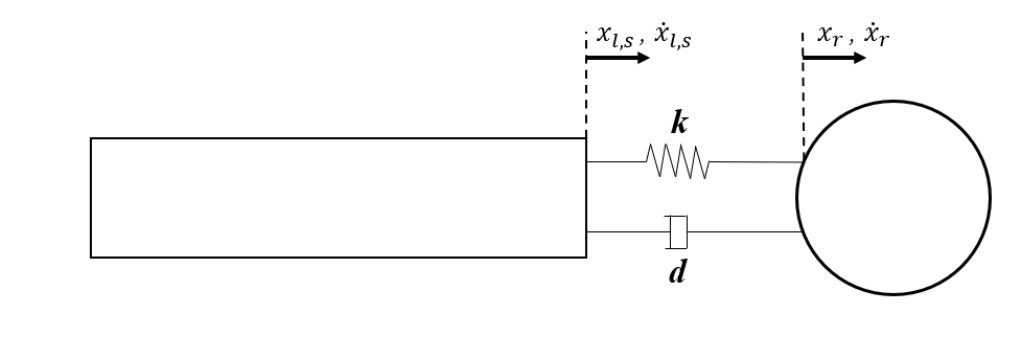 x_{l,s} , ẋ_{l,s}
x_r , ẋ_r
k
d